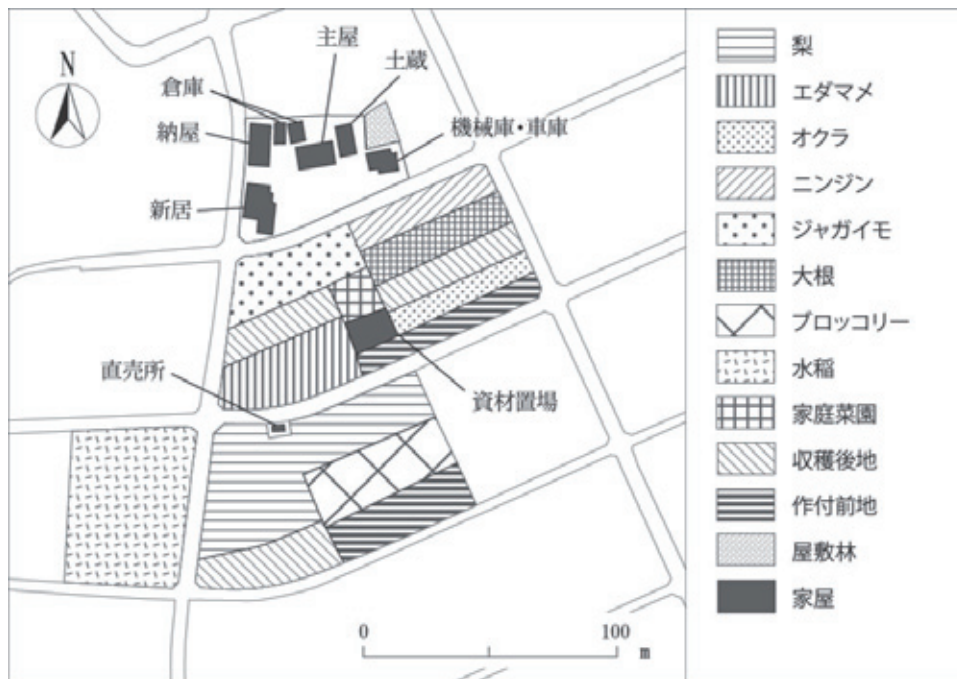 N
主屋
土蔵
倉庫
納屋
機械庫・車庫
新居
直売所
資材置場
0
100
m
梨
エダマメ
オクラ
ニンジン
ジャガイモ
大根
ブロッコリー
水稲
家庭菜園
収穫後地
作付前地
屋敷林
家屋